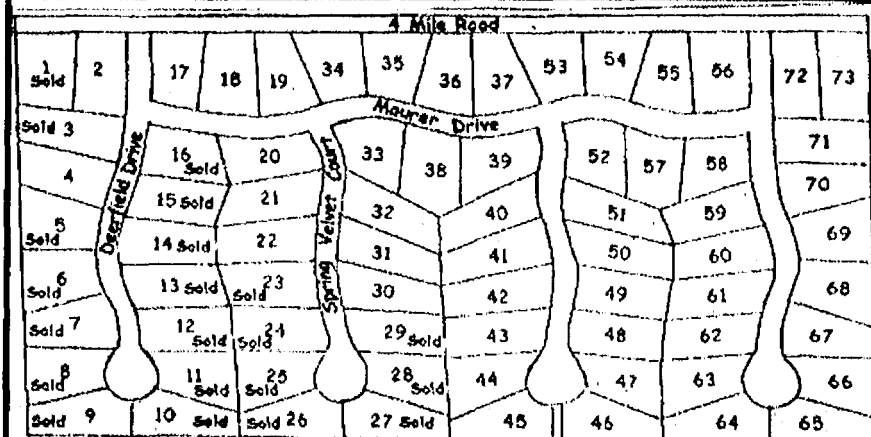 4 Mile Road
1 Sold 2 17 18 19 34 35 36 37 53 54 55 56 72 73
Maurer Drive
Deerfield Drive
Spring Velvet Court
Sold 3 16 Sold 20 33 38 39 52 57 58 71
4 15 Sold 21 32 40 51 59 70
Sold 5 14 Sold 22 31 41 50 60 69
Sold 6 13 Sold Sold 23 30 42 49 61 68
Sold 7 12 Sold Sold 24 29 Sold 43 48 62 67
Sold 8 11 Sold Sold 25 28 Sold 44 47 63 66
Sold 9 10 Sold Sold 26 27 Sold 45 46 64 65